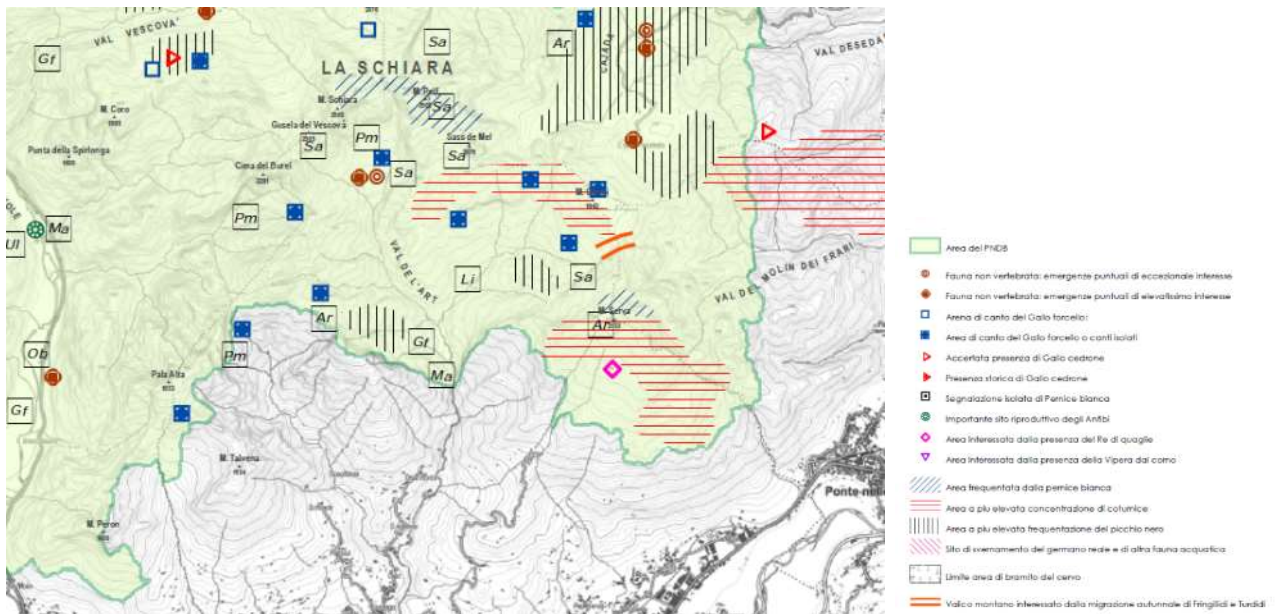 VAL VESCOVA'
Sa
Ar
CAJADA
VAL DESEDA
Gf
LA SCHIARA
M. Coro
M. Schiara
Sa
Gusela del Vescovà
Pm
Sass de Mel
Sa
Sa
Punta della Spirlonga
Cima del Burel
Sa
Pm
Ma
Ul
VAL DE L'ART
Li
Sa
VAL DEL MOLIN DEI FRARI
Ar
M. Serva
Ar
Gf
Ob
Pm
Pala Alta
Ma
Gf
M. Talvena
Ponte nelle
M. Peron
Area del PNDB
Fauna non vertebrata: emergenze puntuali di eccezionale interesse
Fauna non vertebrata: emergenze puntuali di elevatissimo interesse
Arena di canto del Gallo forcello:
Area di canto del Gallo forcello o canti isolati
Accertata presenza di Gallo cedrone
Presenza storica di Gallo cedrone
Segnalazione isolata di Pernice bianca
Importante sito riproduttivo degli Anfibi
Area Interessata dalla presenza del Re di quaglie
Area Interessata dalla presenza della Vipera dal corno
Area frequentata dalla pernice bianca
Area a più elevata concentrazione di coturnice
Area a più elevata frequentazione del picchio nero
Sito di svernamento del germano reale e di altra fauna acquatica
Limite area di bramito del cervo
Valico montano interessato dalla migrazione autunnale di Fringillidi e Turdidi